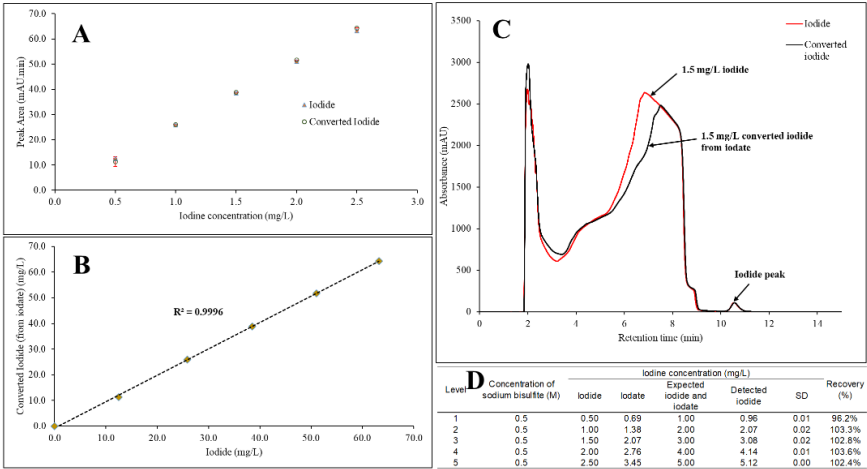 A
70.0
60.0
50.0
40.0
30.0
20.0
10.0
0.0
Peak Area (mAU.min)
Iodide
Converted Iodide
0.0 0.5 1.0 1.5 2.0 2.5 3.0
Iodine concentration (mg/L)
B
70.0
60.0
50.0
40.0
30.0
20.0
10.0
0.0
Converted Iodide (from iodate) (mg/L)
R² = 0.9996
0.0 10.0 20.0 30.0 40.0 50.0 60.0 70.0
Iodide (mg/L)
C
3500
3000
2500
2000
1500
1000
500
0
Absorbance (mAU)
Iodide
Converted
iodide
1.5 mg/L iodide
1.5 mg/L converted iodide
from iodate
Iodide peak
0 2 4 6 8 10 12 14
Retention time (min)
D
Iodine concentration (mg/L)
Level Concentration of sodium bisulfite (M) Iodide Iodate Expected iodide and iodate Detected iodide SD Recovery (%)
1 0.5 0.50 0.69 1.00 0.96 0.01 96.2%
2 0.5 1.00 1.38 2.00 2.07 0.02 103.3%
3 0.5 1.50 2.07 3.00 3.08 0.02 102.8%
4 0.5 2.00 2.76 4.00 4.14 0.01 103.6%
5 0.5 2.50 3.45 5.00 5.12 0.00 102.4%